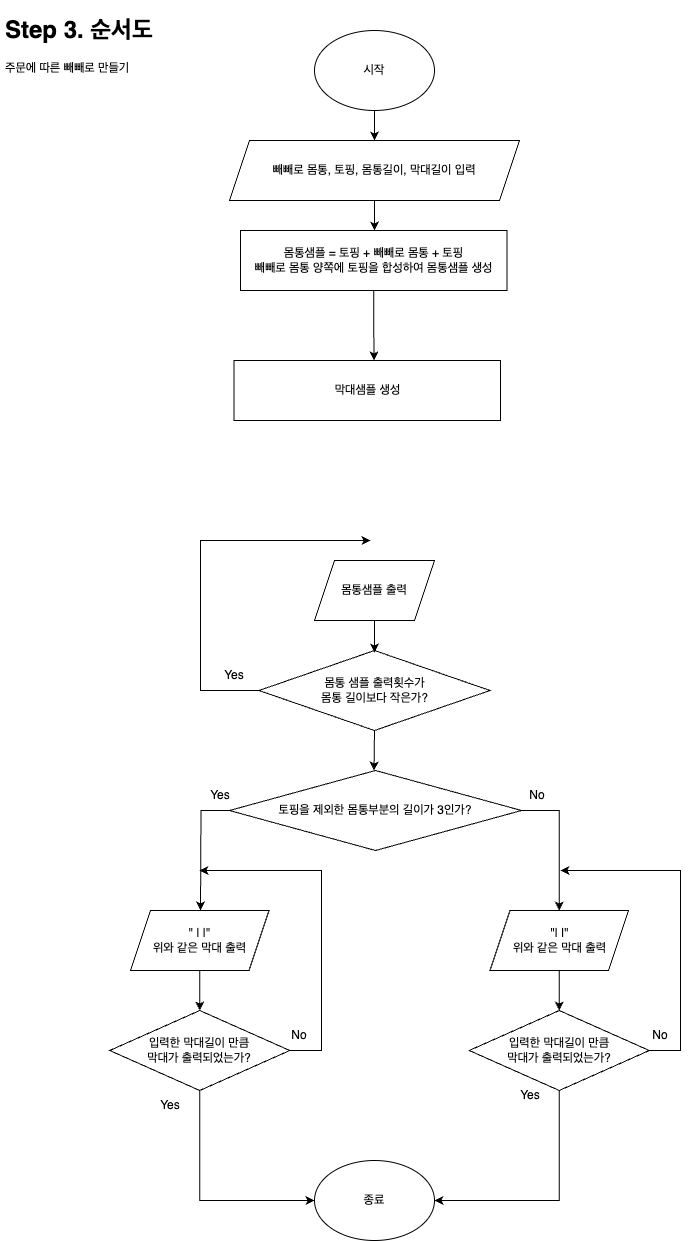 Step 3. 순서도
주문에 따른 빼빼로 만들기
시작
빼빼로 몸통, 토핑, 몸통길이, 막대길이 입력
몸통샘플 = 토핑 + 빼빼로 몸통 + 토핑
빼빼로 몸통 양쪽에 토핑을 합성하여 몸통샘플 생성
막대샘플 생성
몸통샘플 출력
Yes
몸통 샘플 출력횟수가
몸통 길이보다 작은가?
Yes
토핑을 제외한 몸통부분의 길이가 3인가?
No
" | |"
위와 같은 막대 출력
"| |"
위와 같은 막대 출력
입력한 막대길이 만큼
막대가 출력되었는가?
No
Yes
입력한 막대길이 만큼
막대가 출력되었는가?
No
Yes
종료